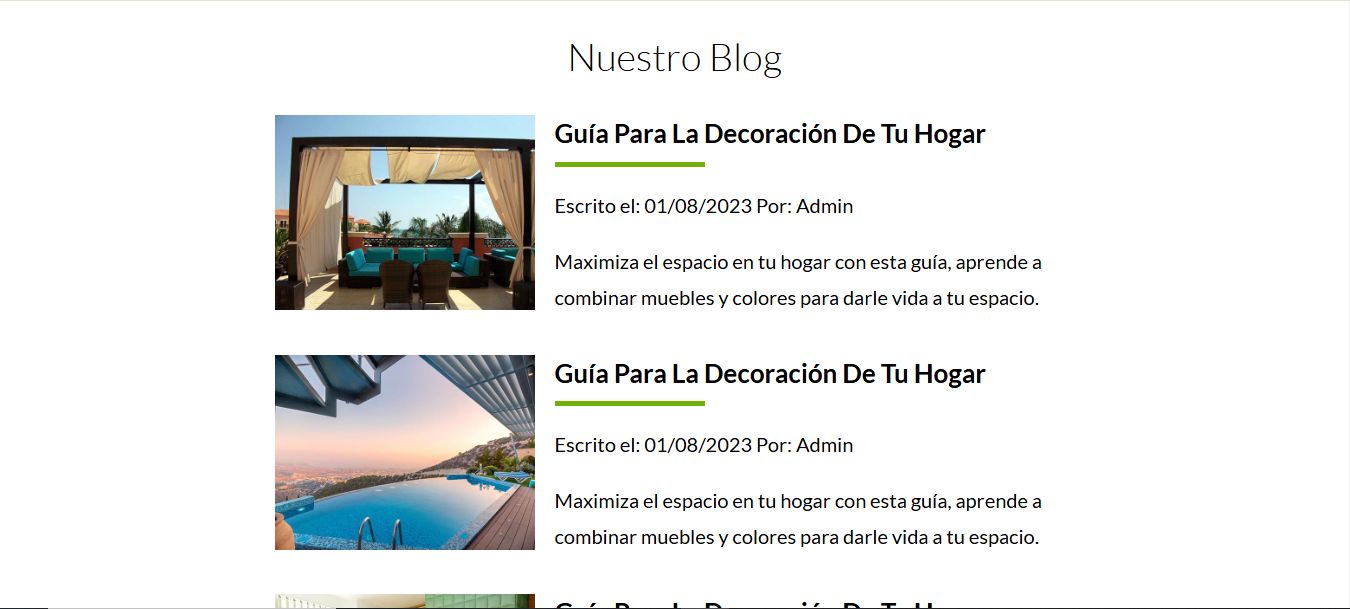 Nuestro Blog
Guía Para La Decoración De Tu Hogar
Escrito el: 01/08/2023 Por: Admin
Maximiza el espacio en tu hogar con esta guía, aprende a
combinar muebles y colores para darle vida a tu espacio.
Guía Para La Decoración De Tu Hogar
Escrito el: 01/08/2023 Por: Admin
Maximiza el espacio en tu hogar con esta guía, aprende a
combinar muebles y colores para darle vida a tu espacio.